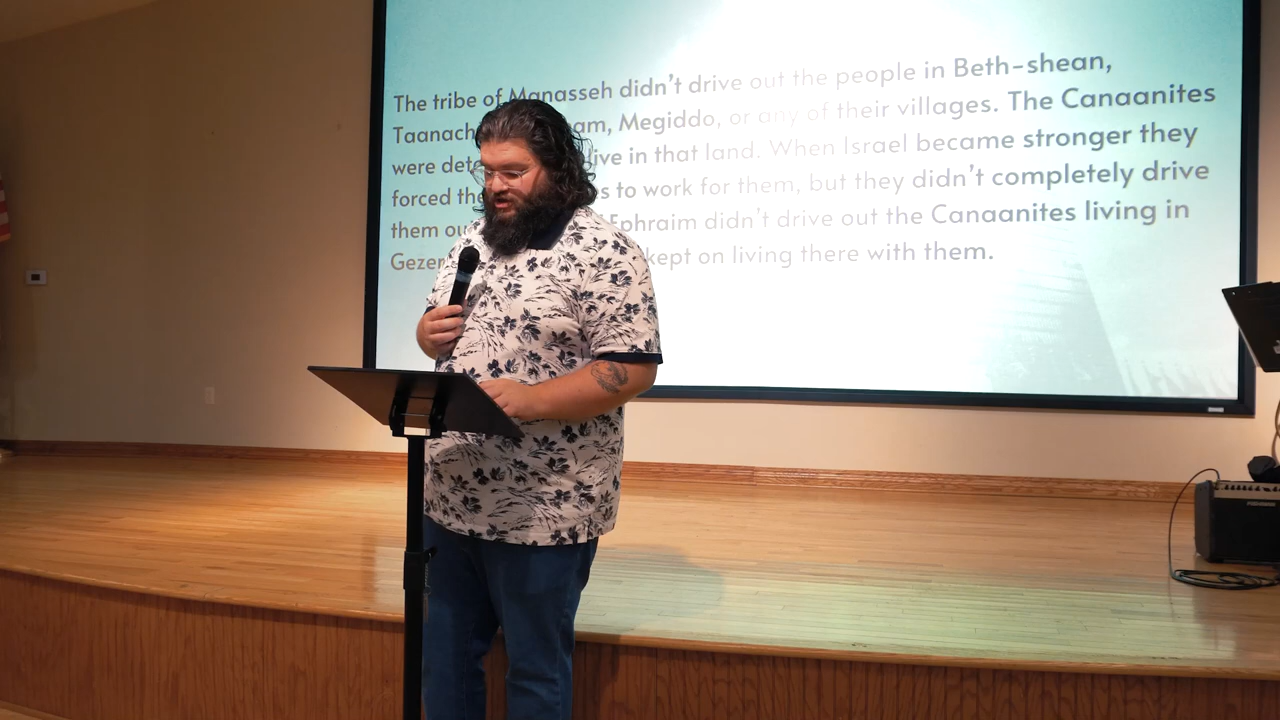 The tribe of Manasseh didn't drive out the people in Beth-shean,
Taanach am, Megiddo, or any of their villages. The Canaanites
were dete live in that land. When Israel became stronger they
forced the s to work for them, but they didn't completely drive
them ou Ephraim didn't drive out the Canaanites living in
Gezer kept on living there with them.